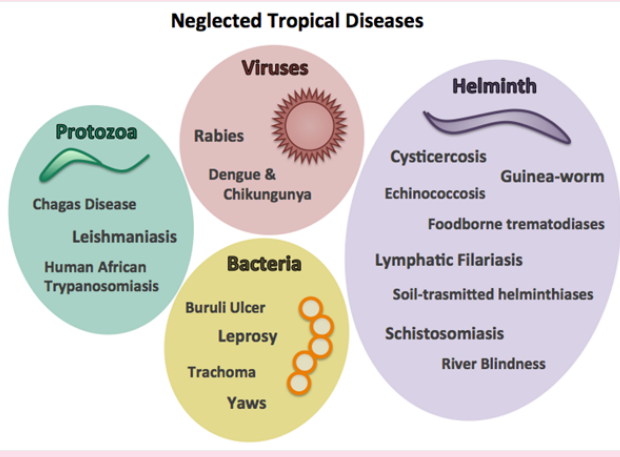 Neglected Tropical Diseases
Protozoa
Chagas Disease
Leishmaniasis
Human African
Trypanosomiasis
Viruses
Rabies
Dengue &
Chikungunya
Bacteria
Buruli Ulcer
Leprosy
Trachoma
Yaws
Helminth
Cysticercosis
Guinea-worm
Echinococcosis
Foodborne trematodiases
Lymphatic Filariasis
Soil-trasmitted helminthiases
Schistosomiasis
River Blindness